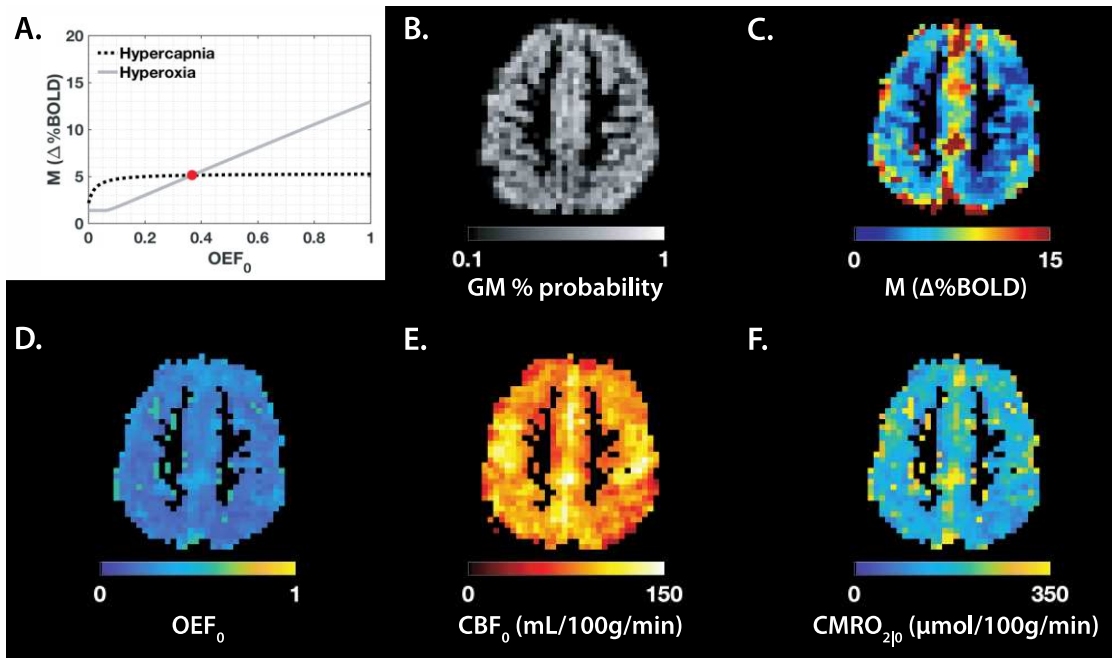 A.
20
15
10
5
0
M (Δ%BOLD)
Hypercapnia
Hyperoxia
0 0.2 0.4 0.6 0.8 1
OEF₀
B.
0.1 1
GM % probability
C.
0 15
M (Δ%BOLD)
D.
0 1
OEF₀
E.
0 150
CBF₀ (mL/100g/min)
F.
0 350
CMRO₂|₀ (μmol/100g/min)